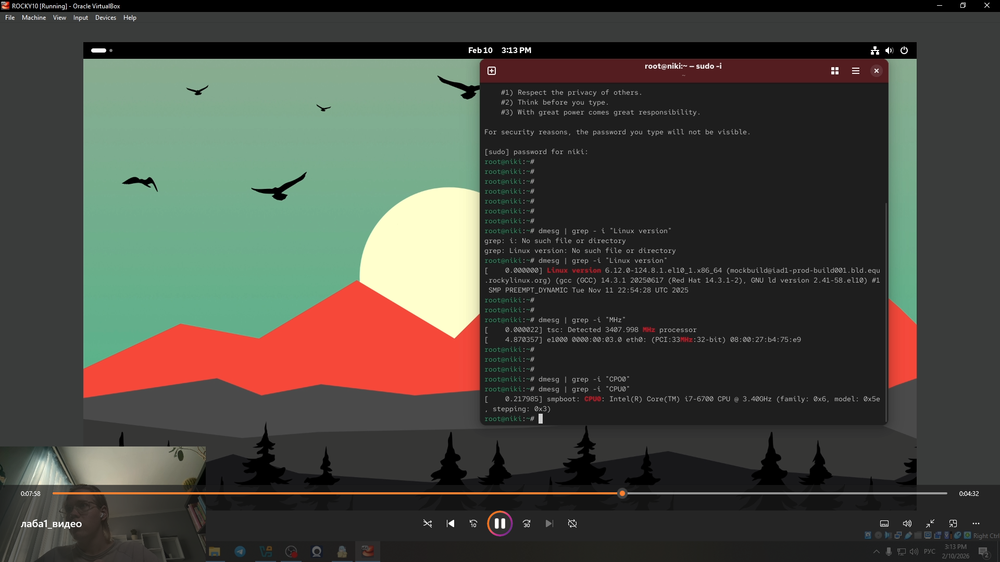 ROCKY10 [Running] - Oracle VirtualBox
File Machine View Input Devices Help
Feb 10 3:13 PM
root@niki:~ — sudo -i
~
#1) Respect the privacy of others.
#2) Think before you type.
#3) With great power comes great responsibility.
For security reasons, the password you type will not be visible.
[sudo] password for niki:
root@niki:~#
root@niki:~#
root@niki:~#
root@niki:~#
root@niki:~#
root@niki:~#
root@niki:~#
root@niki:~# dmesg | grep - i "Linux version"
grep: i: No such file or directory
grep: Linux version: No such file or directory
root@niki:~# dmesg | grep -i "Linux version"
[    0.000000] Linux version 6.12.0-124.8.1.el10_1.x86_64 (mockbuild@iad1-prod-build001.bld.equ
.rockylinux.org) (gcc (GCC) 14.3.1 20250617 (Red Hat 14.3.1-2), GNU ld version 2.41-58.el10) #1
SMP PREEMPT_DYNAMIC Tue Nov 11 22:54:28 UTC 2025
root@niki:~#
root@niki:~#
root@niki:~# dmesg | grep -i "MHz"
[    0.000022] tsc: Detected 3407.998 MHz processor
[    4.870357] e1000 0000:00:03.0 eth0: (PCI:33MHz:32-bit) 08:00:27:b4:75:e9
root@niki:~#
root@niki:~#
root@niki:~#
root@niki:~# dmesg | grep -i "CPO0"
root@niki:~# dmesg | grep -i "CPU0"
[    0.217985] smpboot: CPU0: Intel(R) Core(TM) i7-6700 CPU @ 3.40GHz (family: 0x6, model: 0x5e
, stepping: 0x3)
root@niki:~#
0:07:58
0:04:32
лаба1_видео
10
30
Right Ctrl
РУС
3:13 PM
2/10/2026
2